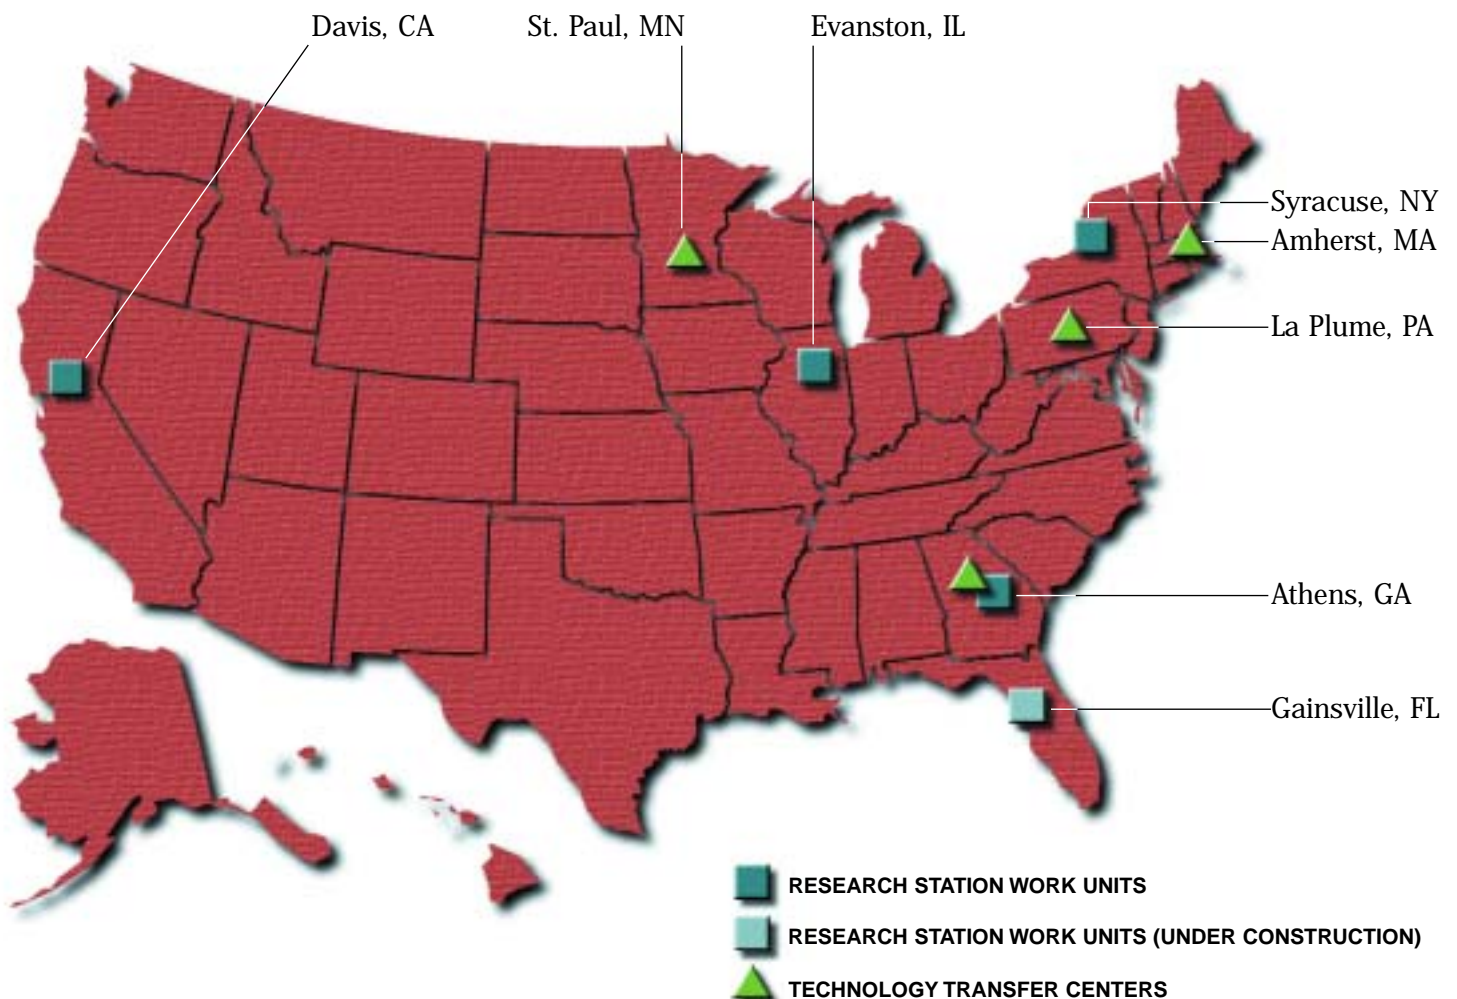 Davis, CA
St. Paul, MN
Evanston, IL
Syracuse, NY
Amherst, MA
La Plume, PA
Athens, GA
Gainsville, FL
RESEARCH STATION WORK UNITS
RESEARCH STATION WORK UNITS (UNDER CONSTRUCTION)
TECHNOLOGY TRANSFER CENTERS